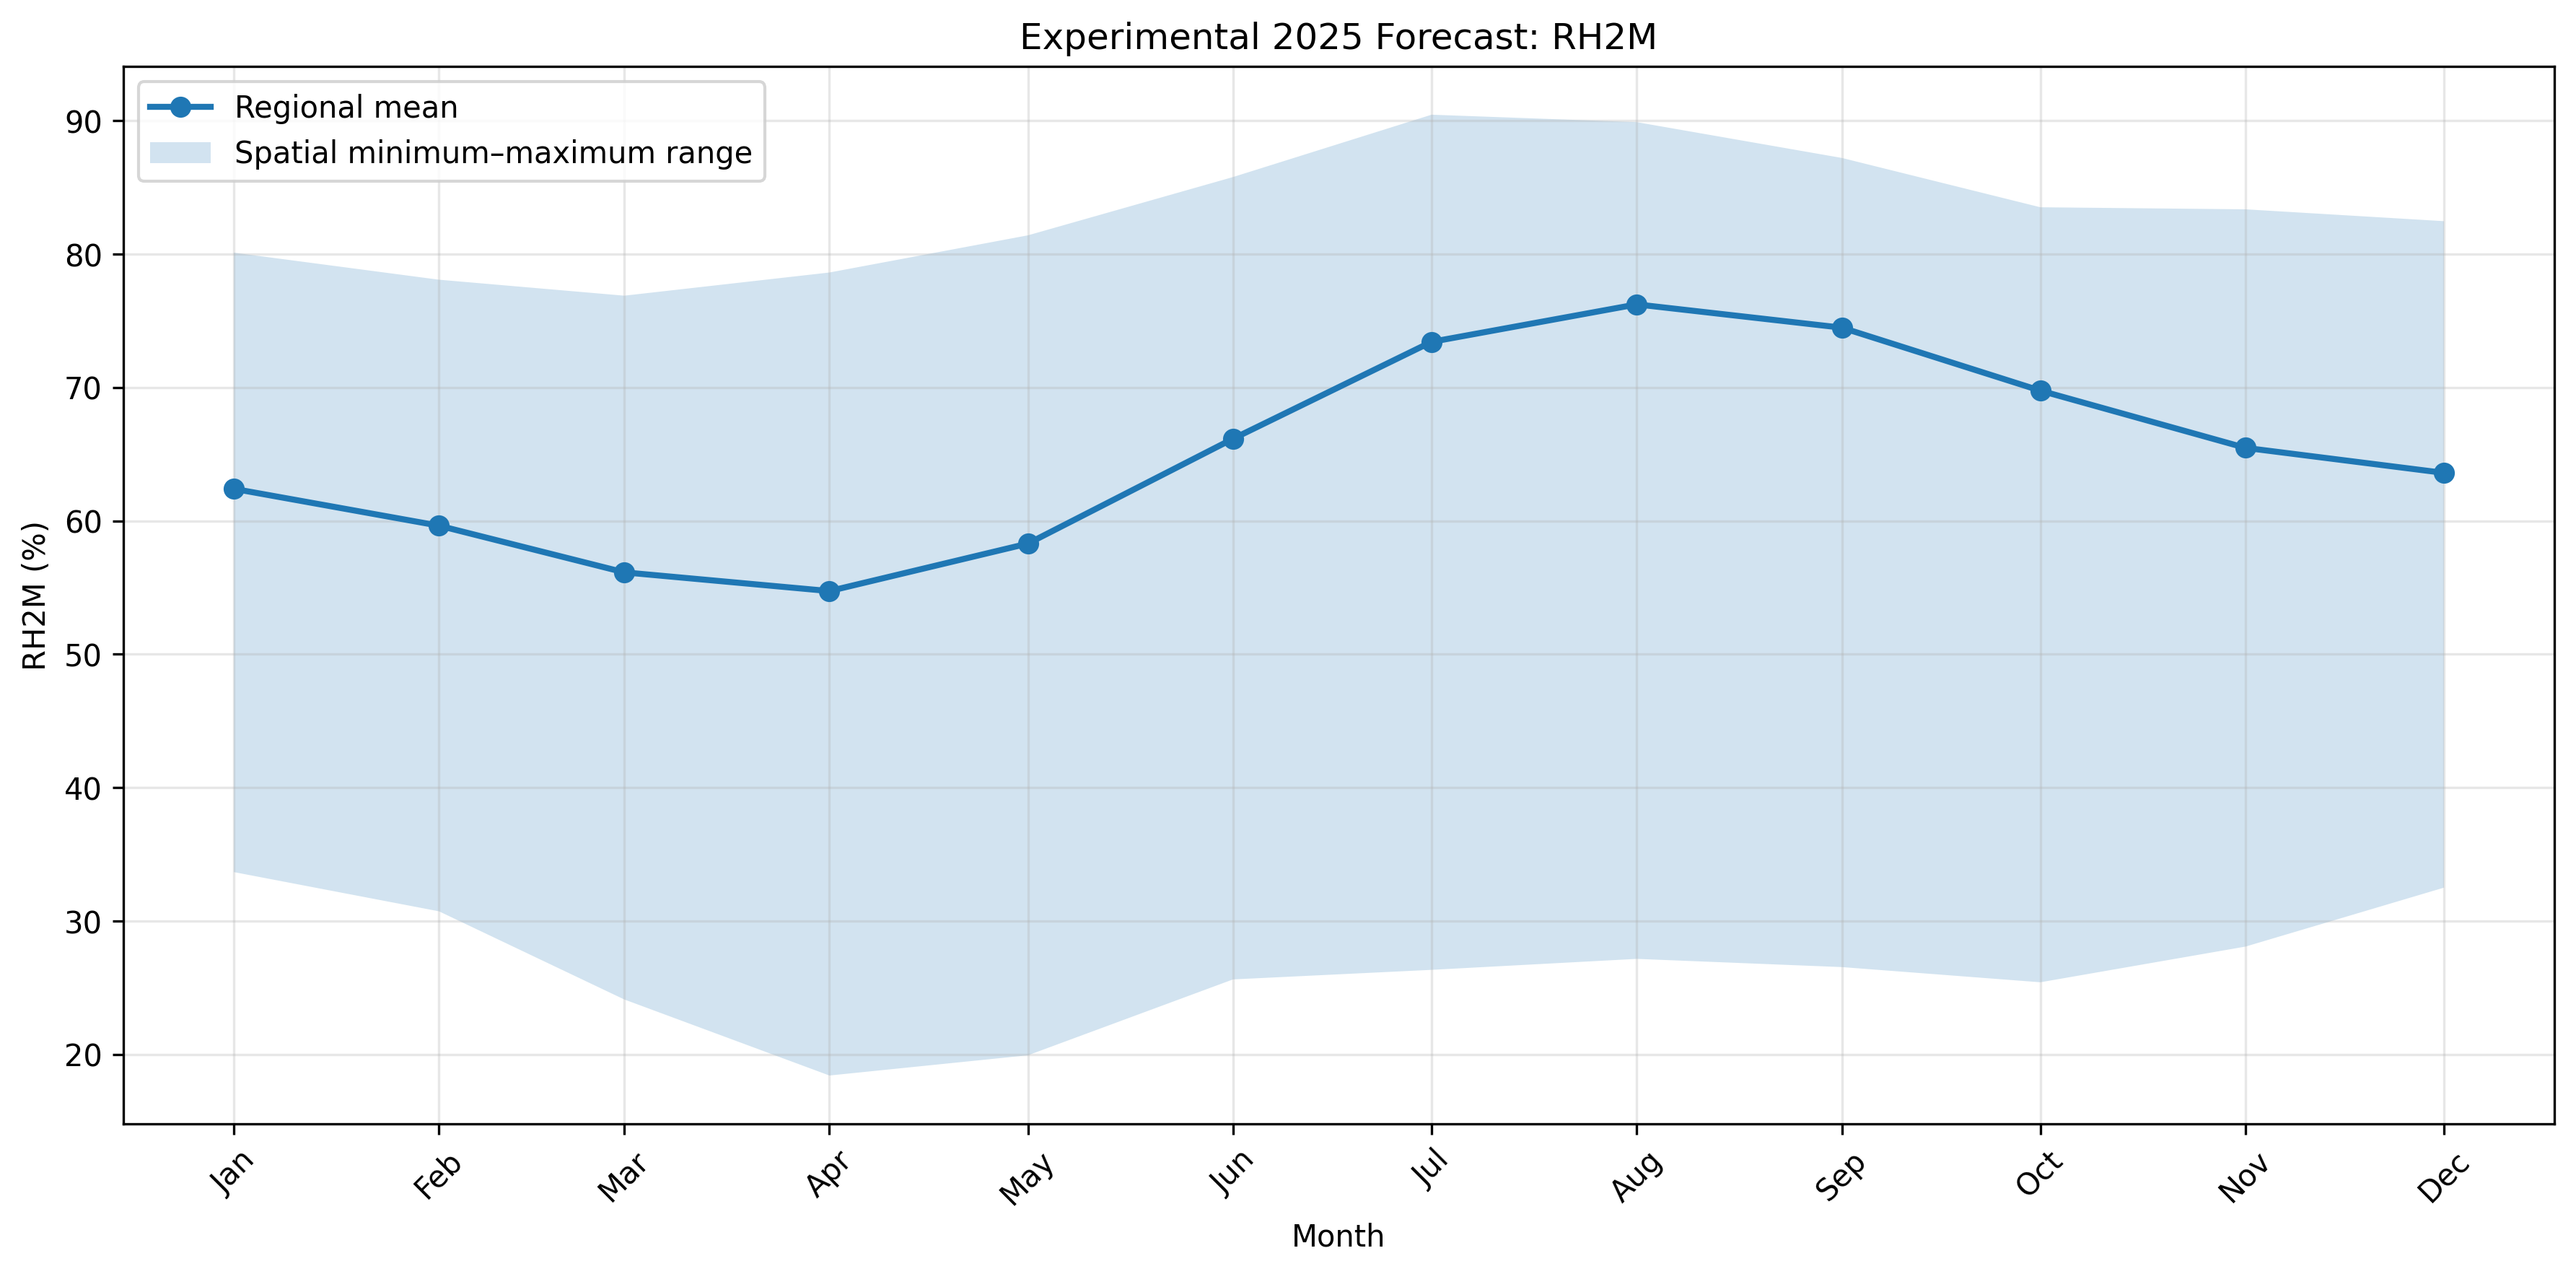 Experimental 2025 Forecast: RH2M
Regional mean
Spatial minimum–maximum range
RH2M (%)
90
80
70
60
50
40
30
20
Jan
Feb
Mar
Apr
May
Jun
Jul
Aug
Sep
Oct
Nov
Dec
Month